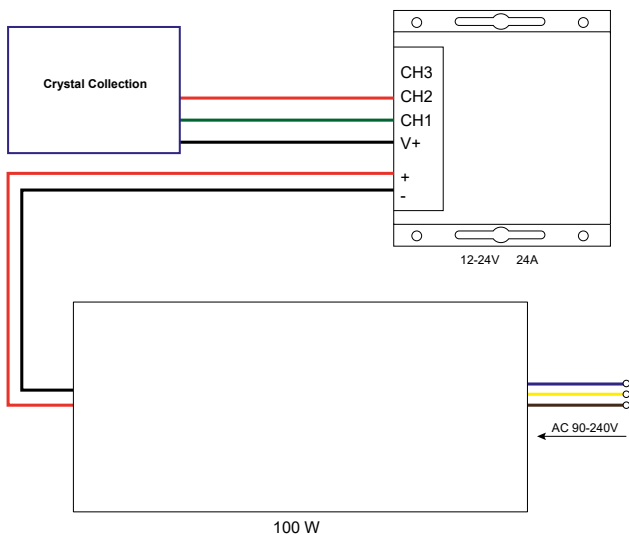 Crystal Collection
CH3
CH2
CH1
V+
+
-
12-24V 24A
AC 90-240V
100 W